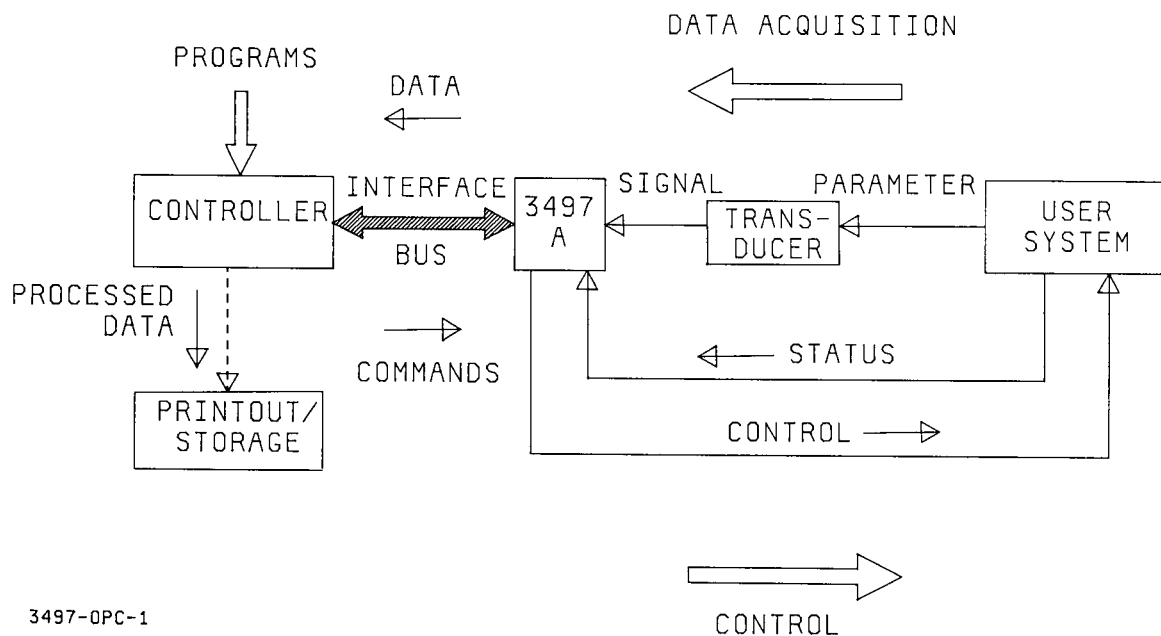 DATA ACQUISITION
PROGRAMS
DATA
CONTROLLER
INTERFACE
BUS
3497
A
SIGNAL
TRANS-
DUCER
PARAMETER
USER
SYSTEM
PROCESSED
DATA
COMMANDS
STATUS
PRINTOUT/
STORAGE
CONTROL
CONTROL
3497-OPC-1